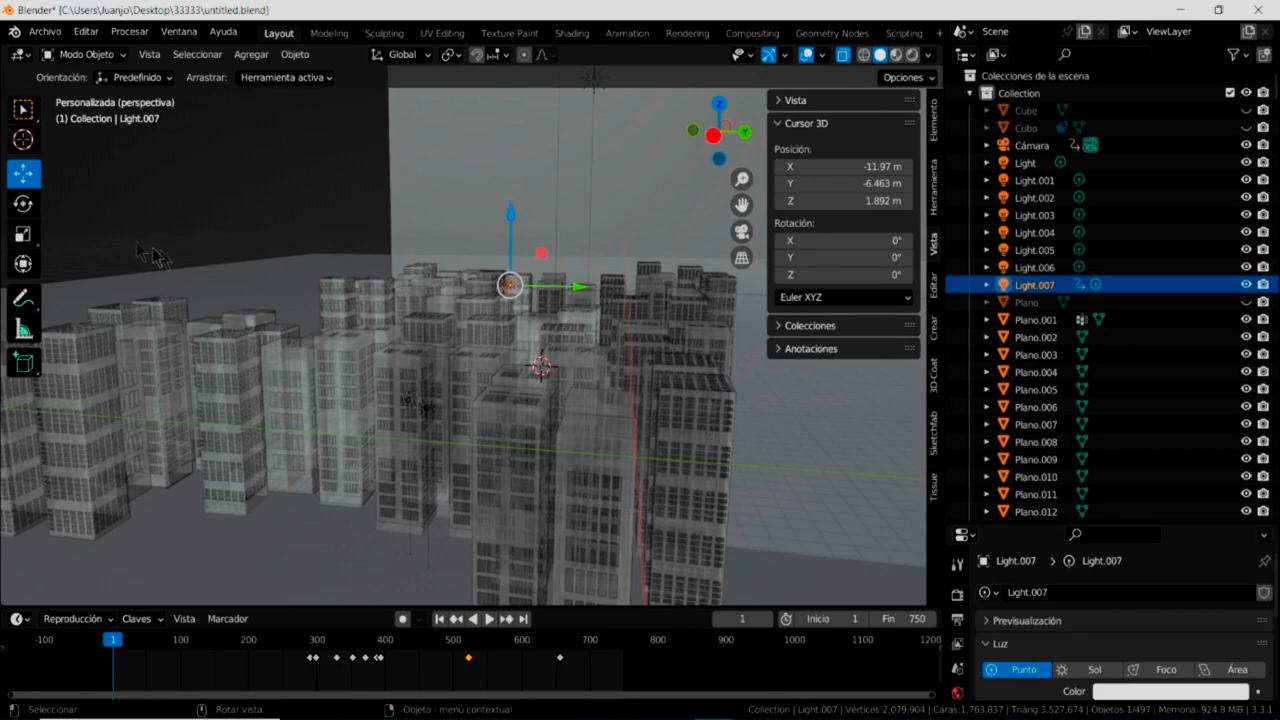 Blender* [C:\Users\Juanjo\Desktop\33333\untitled.blend]
Archivo Editar Procesar Ventana Ayuda Layout Modeling Sculpting UV Editing Texture Paint Shading Animation Rendering Compositing Geometry Nodes Scripting + Scene ViewLayer
Modo Objeto Vista Seleccionar Agregar Objeto Global
Orientación: Predefinido Arrastrar: Herramienta activa Opciones
Personalizada (perspectiva)
(1) Collection | Light.007
Vista
Cursor 3D
Posición:
X -11.97 m
Y -6.463 m
Z 1.892 m
Rotación:
X 0°
Y 0°
Z 0°
Euler XYZ
Colecciones
Anotaciones
Z
Y
Elemento
Herramienta
Vista
Editar
Crear
3D-Coat
Sketchfab
Tissue
Colecciones de la escena
Collection
Cube
Cubo
Cámara
Light
Light.001
Light.002
Light.003
Light.004
Light.005
Light.006
Light.007
Plano
Plano.001
Plano.002
Plano.003
Plano.004
Plano.005
Plano.006
Plano.007
Plano.008
Plano.009
Plano.010
Plano.011
Plano.012
Light.007 > Light.007
Light.007
Previsualización
Luz
Punto Sol Foco Área
Color
Reproducción Claves Vista Marcador 1 Inicio 1 Fin 750
-100 1 100 200 300 400 500 600 700 800 900 1000 1100 1200
Seleccionar Rotar vista Objeto - menú contextual Collection | Light.007 | Vértices:2,079,904 | Caras:1,763,837 | Triáng:3,527,674 | Objetos:1/497 | Memoria: 924.8 MiB | 3.3.1